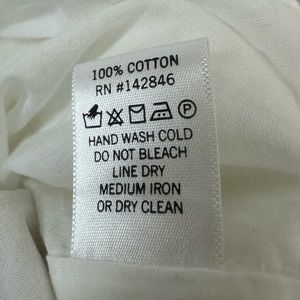 100% COTTON
RN #142846
P
HAND WASH COLD
DO NOT BLEACH
LINE DRY
MEDIUM IRON
OR DRY CLEAN